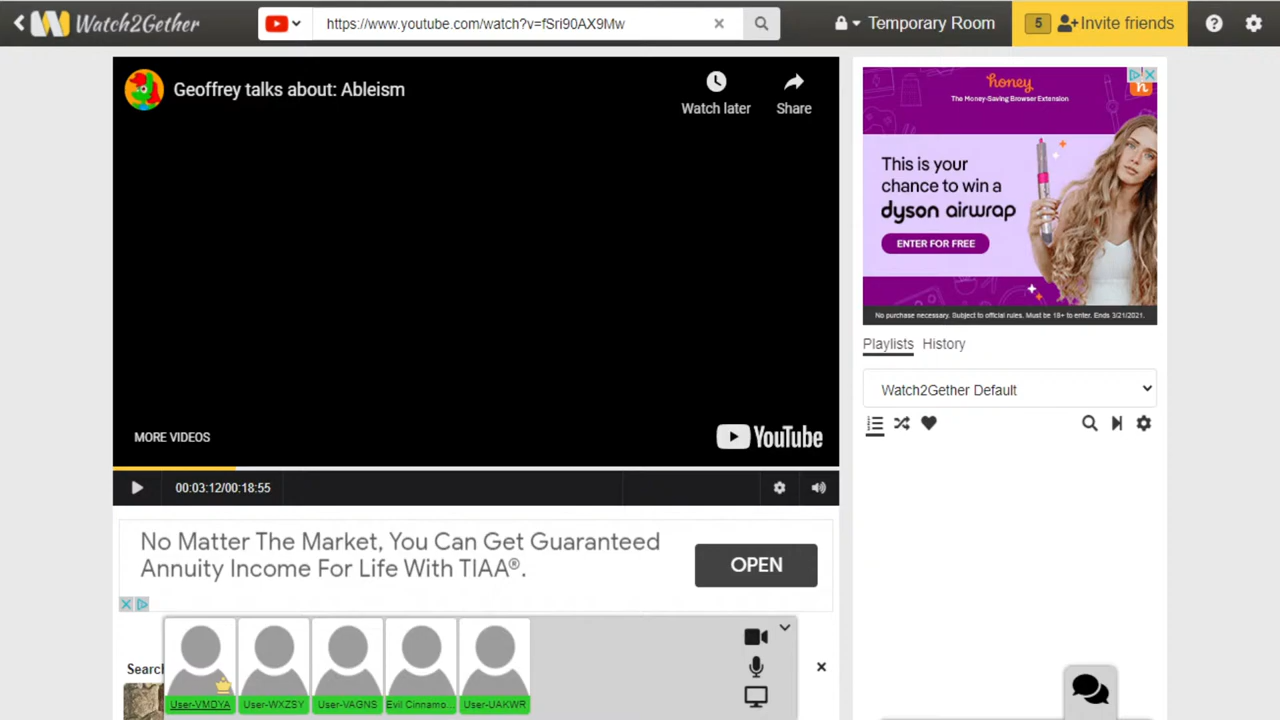 Watch2Gether
https://www.youtube.com/watch?v=fSri90AX9Mw
Temporary Room
5
Invite friends
Geoffrey talks about: Ableism
Watch later
Share
MORE VIDEOS
YouTube
00:03:12/00:18:55
No Matter The Market, You Can Get Guaranteed
Annuity Income For Life With TIAA®.
OPEN
Search
User-VMDYA
User-WXZSY
User-VAGNS
Evil Cinnamo...
User-UAKWR
honey
The Money-Saving Browser Extension
h
This is your
chance to win a
dyson airwrap
ENTER FOR FREE
No purchase necessary. Subject to official rules. Must be 18+ to enter. Ends 3/21/2021.
Playlists
History
Watch2Gether Default